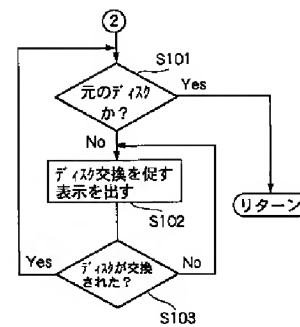 2
S101
元のディスク
か?
Yes
No
ディスク交換を促す
表示を出す
S102
リターン
Yes
ディスクが交換
された?
No
S103